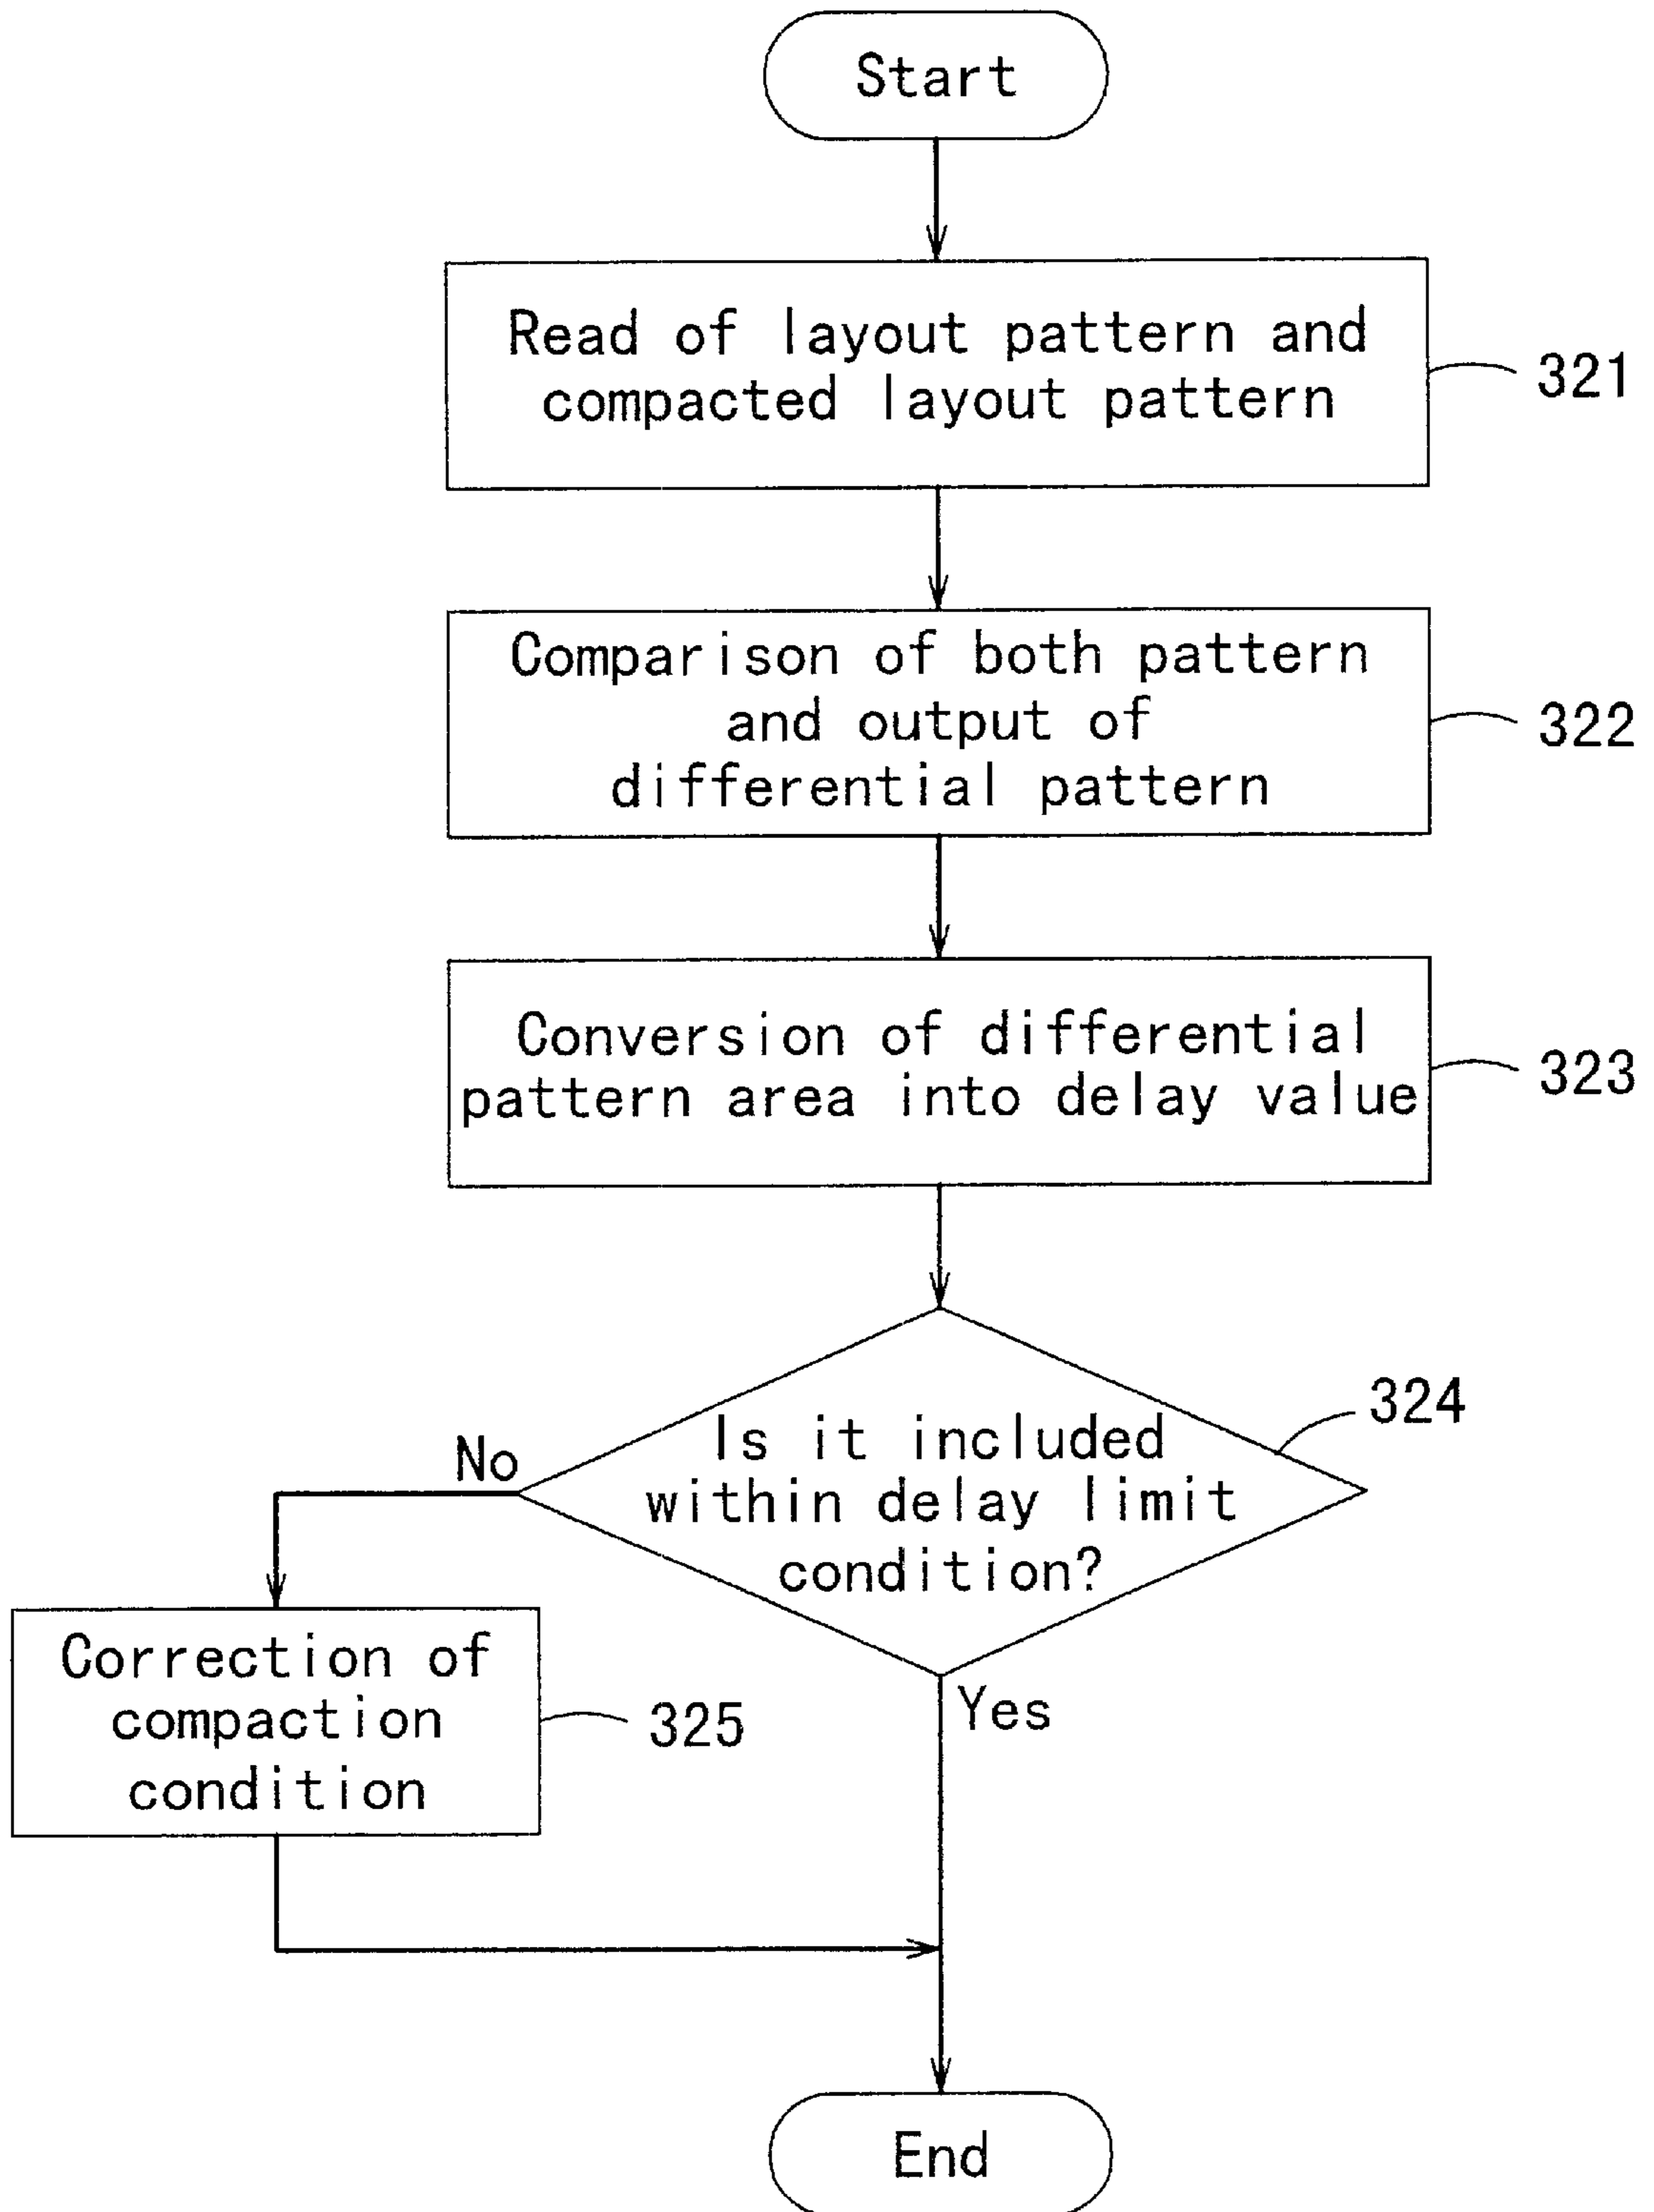 Start
Read of layout pattern and
compacted layout pattern
321
Comparison of both pattern
and output of
differential pattern
322
Conversion of differential
pattern area into delay value
323
Is it included
within delay limit
condition?
324
No
Yes
Correction of
compaction
condition
325
End